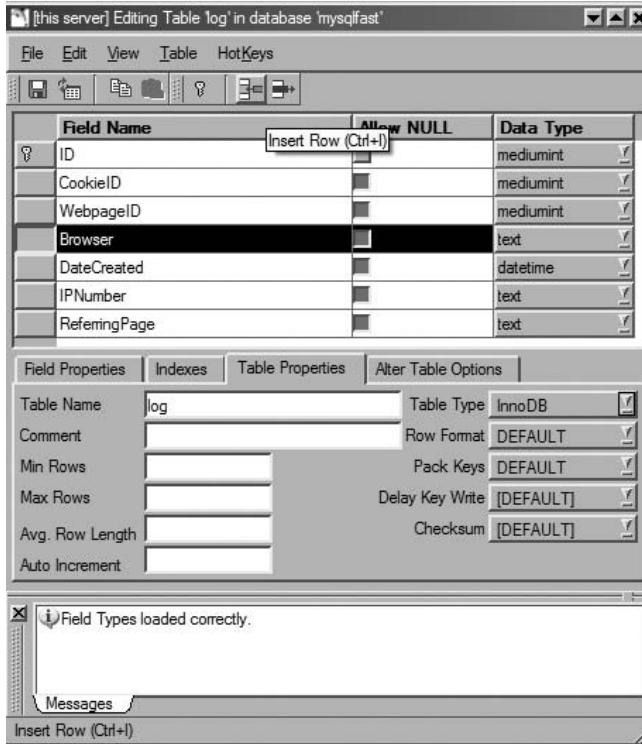 [this server] Editing Table 'log' in database 'mysqlfast'
File Edit View Table HotKeys
Field Name Allow NULL Data Type
Insert Row (Ctrl+I)
ID mediumint
CookieID mediumint
WebpageID mediumint
Browser text
DateCreated datetime
IPNumber text
ReferringPage text
Field Properties Indexes Table Properties Alter Table Options
Table Name log Table Type InnoDB
Comment Row Format DEFAULT
Min Rows Pack Keys DEFAULT
Max Rows Delay Key Write [DEFAULT]
Avg. Row Length Checksum [DEFAULT]
Auto Increment
Field Types loaded correctly.
Messages
Insert Row (Ctrl+I)